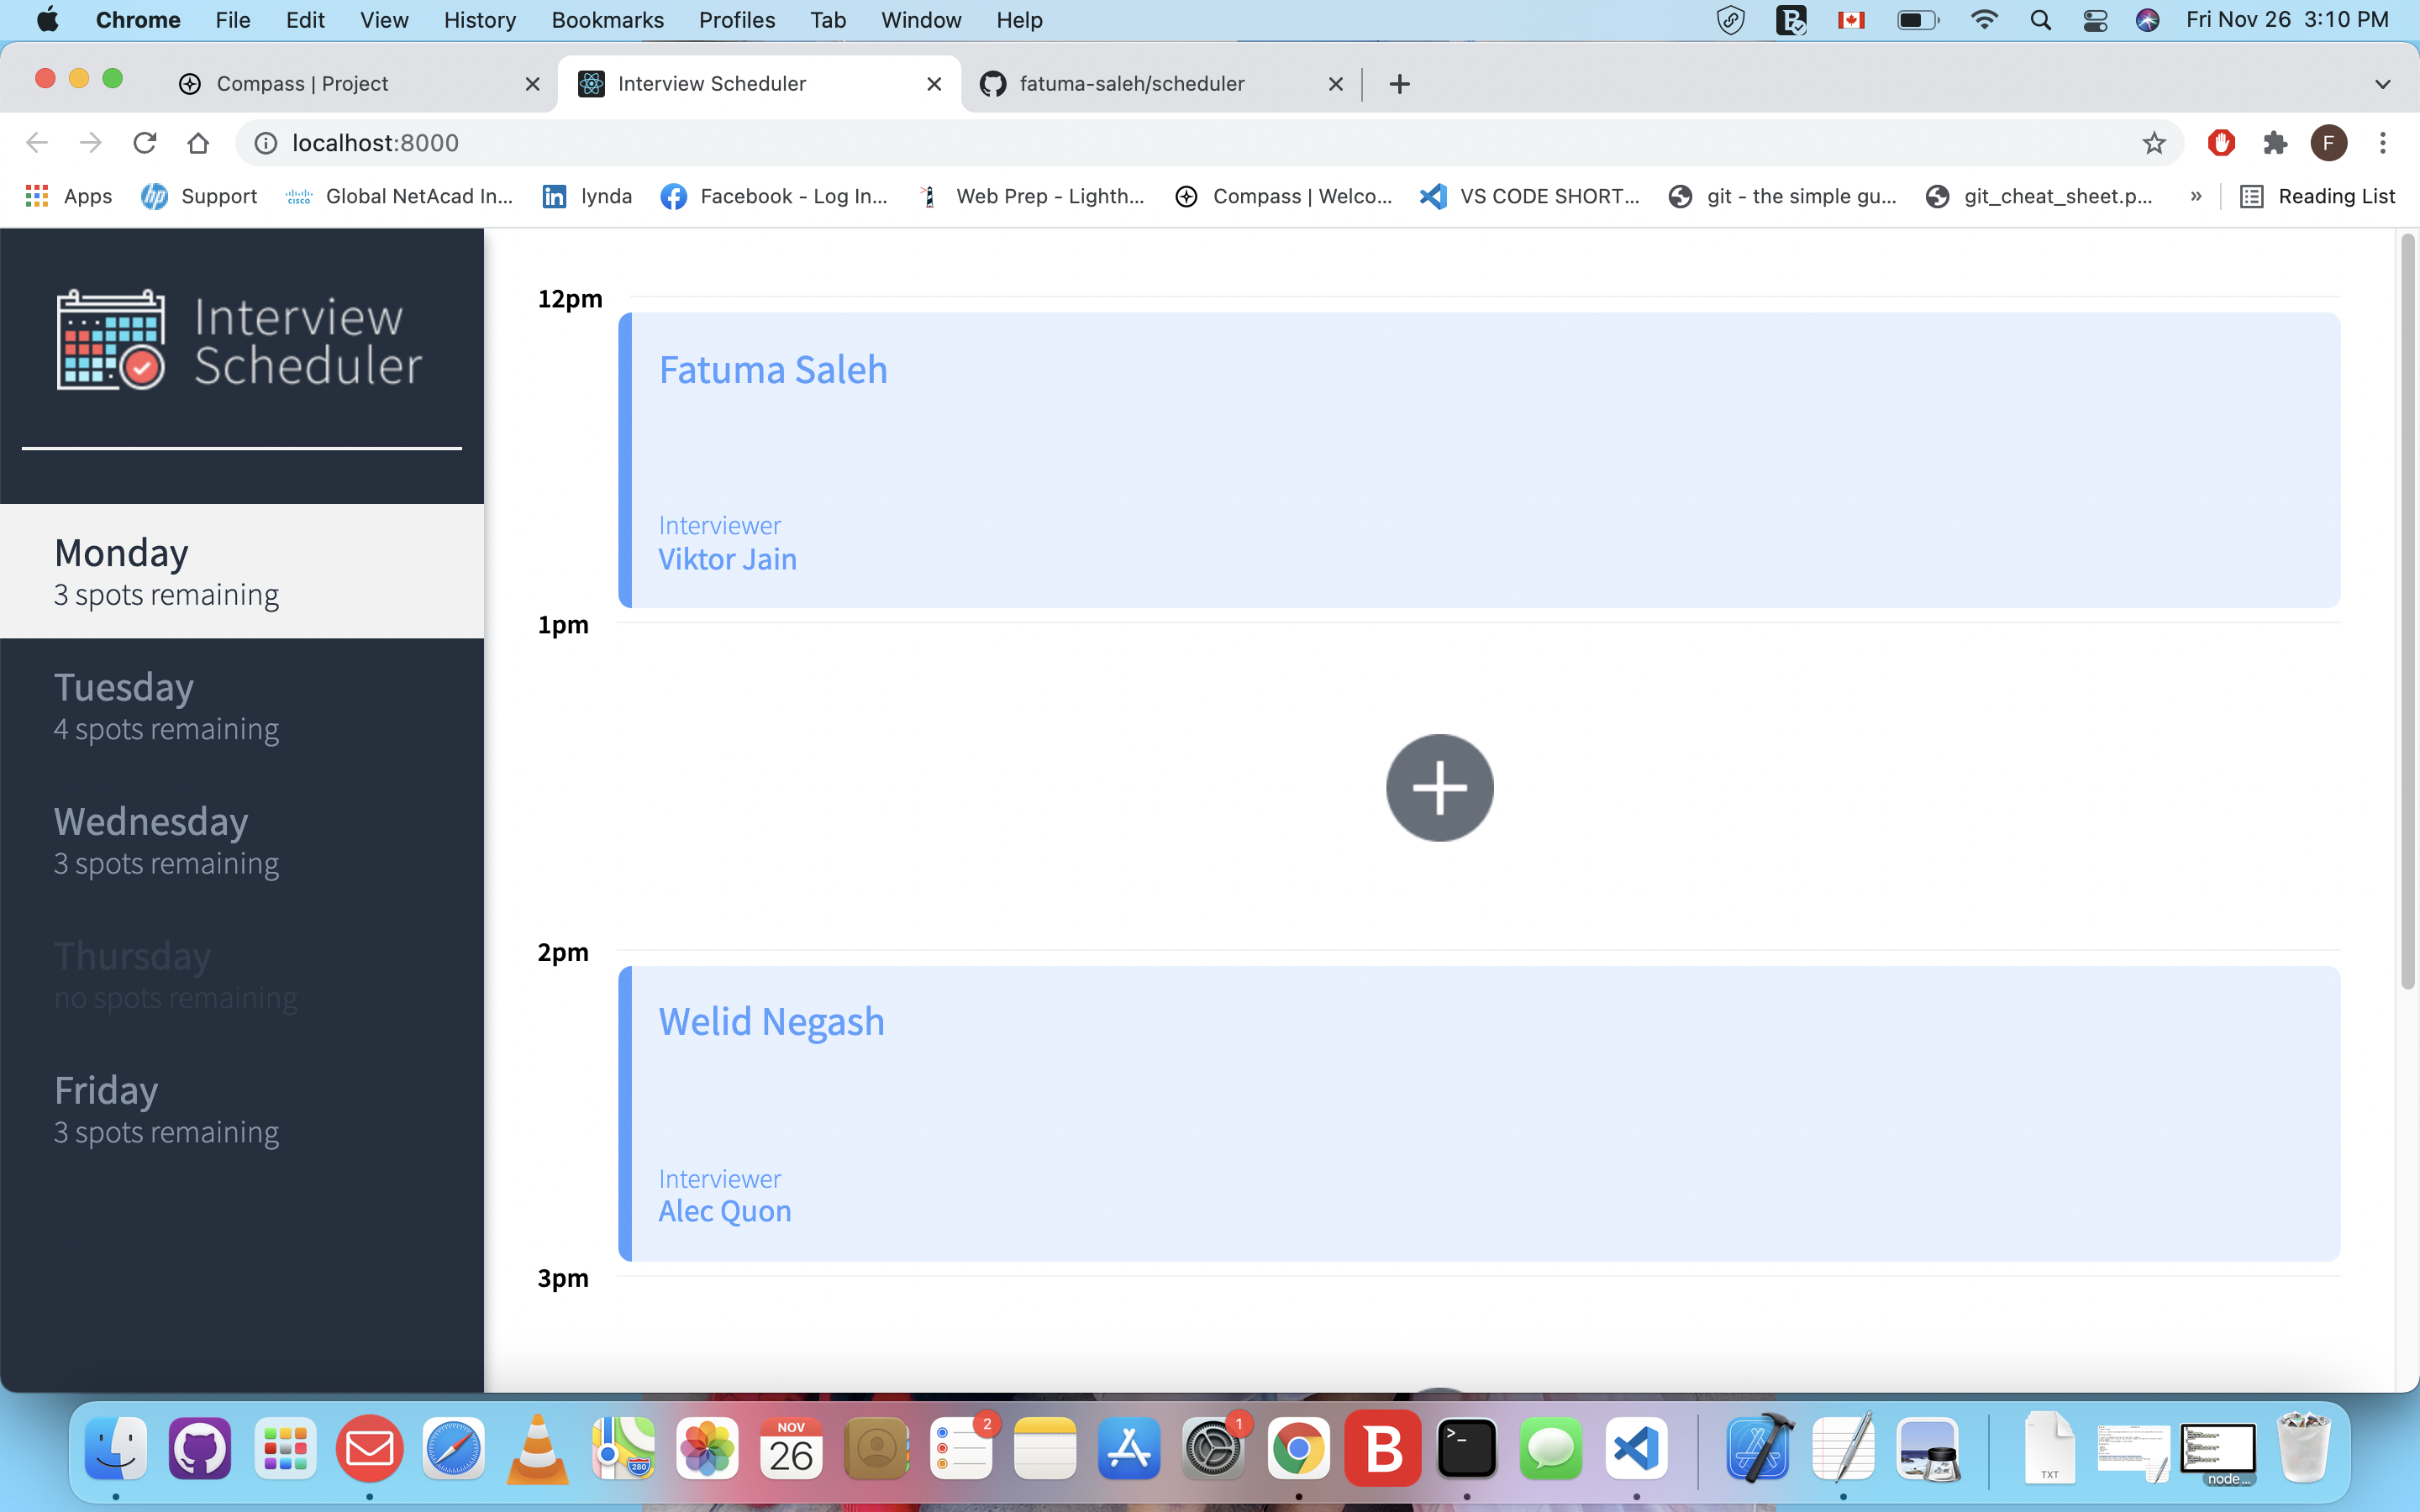 Chrome File Edit View History Bookmarks Profiles Tab Window Help Fri Nov 26 3:10 PM
Compass | Project Interview Scheduler fatuma-saleh/scheduler
localhost:8000 F
Apps Support Global NetAcad In... lynda Facebook - Log In... Web Prep - Lighth... Compass | Welco... VS CODE SHORT... git - the simple gu... git_cheat_sheet.p... » Reading List
Interview
Scheduler
Monday
3 spots remaining
Tuesday
4 spots remaining
Wednesday
3 spots remaining
Thursday
no spots remaining
Friday
3 spots remaining
12pm
Fatuma Saleh
Interviewer
Viktor Jain
1pm
2pm
Welid Negash
Interviewer
Alec Quon
3pm
NOV
26
2
1
280
B
TXT
node...